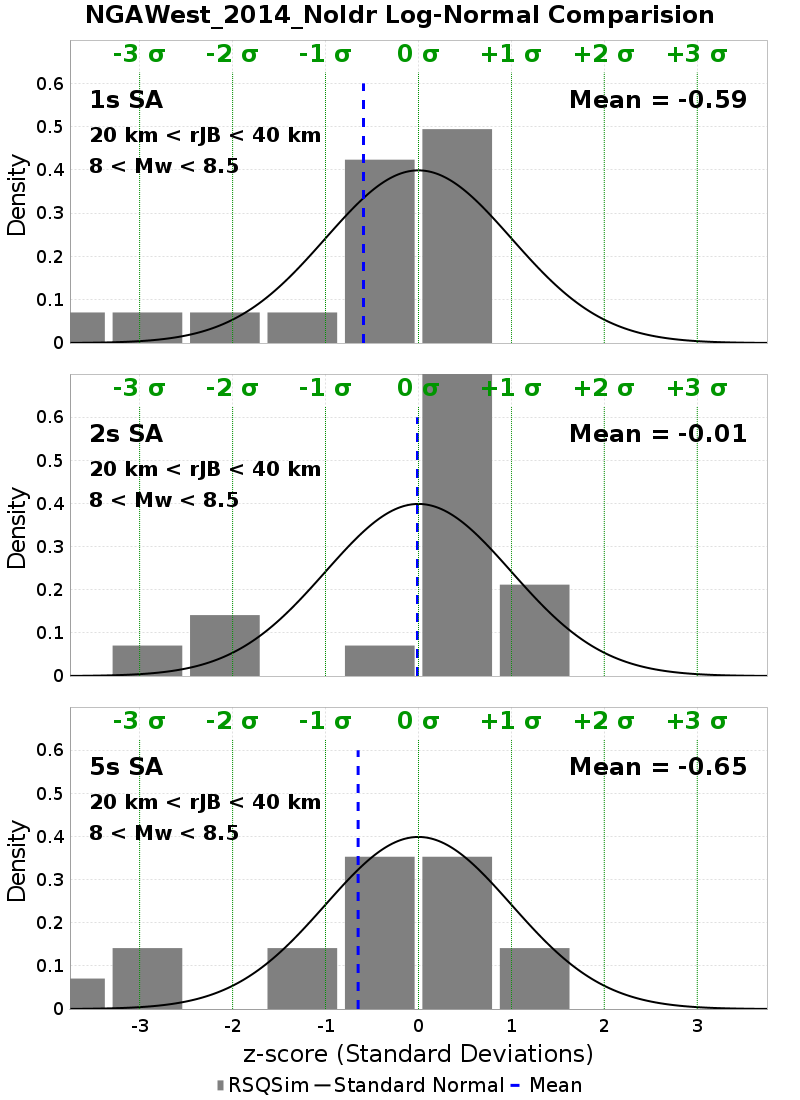 NGAWest_2014_NoIdr Log-Normal Comparision
-3 σ -2 σ -1 σ 0 σ +1 σ +2 σ +3 σ
1s SA Mean = -0.59
20 km < rJB < 40 km
8 < Mw < 8.5
Density
0.6
0.5
0.4
0.3
0.2
0.1
0
-3 σ -2 σ -1 σ 0 σ +1 σ +2 σ +3 σ
2s SA Mean = -0.01
20 km < rJB < 40 km
8 < Mw < 8.5
Density
0.6
0.5
0.4
0.3
0.2
0.1
0
-3 σ -2 σ -1 σ 0 σ +1 σ +2 σ +3 σ
5s SA Mean = -0.65
20 km < rJB < 40 km
8 < Mw < 8.5
Density
0.6
0.5
0.4
0.3
0.2
0.1
0
-3 -2 -1 0 1 2 3
z-score (Standard Deviations)
RSQSim Standard Normal Mean